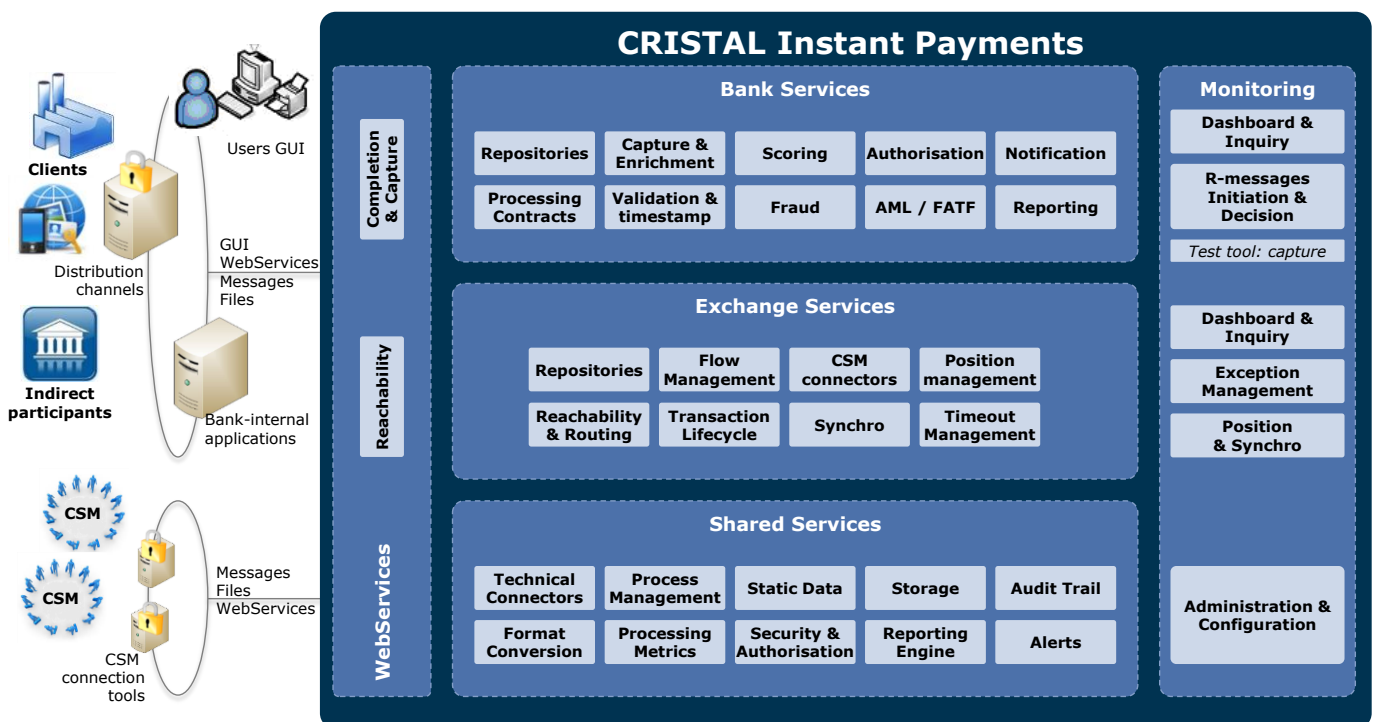 CRISTAL Instant Payments
Clients
Users GUI
Distribution
channels
GUI
WebServices
Messages
Files
Indirect
participants
Bank-internal
applications
CSM
CSM
Messages
Files
WebServices
CSM
connection
tools
Completion
& Capture
Reachability
WebServices
Bank Services
Repositories
Capture &
Enrichment
Scoring
Authorisation
Notification
Processing
Contracts
Validation &
timestamp
Fraud
AML / FATF
Reporting
Exchange Services
Repositories
Flow
Management
CSM
connectors
Position
management
Reachability
& Routing
Transaction
Lifecycle
Synchro
Timeout
Management
Shared Services
Technical
Connectors
Process
Management
Static Data
Storage
Audit Trail
Format
Conversion
Processing
Metrics
Security &
Authorisation
Reporting
Engine
Alerts
Monitoring
Dashboard &
Inquiry
R-messages
Initiation &
Decision
Test tool: capture
Dashboard &
Inquiry
Exception
Management
Position
& Synchro
Administration &
Configuration